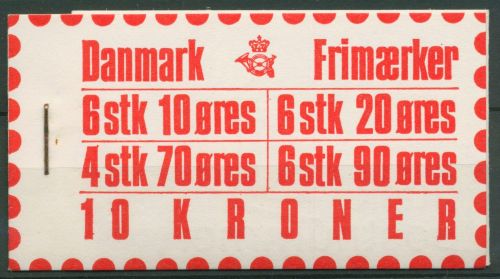 Danmark Frimærker
6 stk 10 øres 6 stk 20 øres
4 stk 70 øres 6 stk 90 øres
10 KRONER